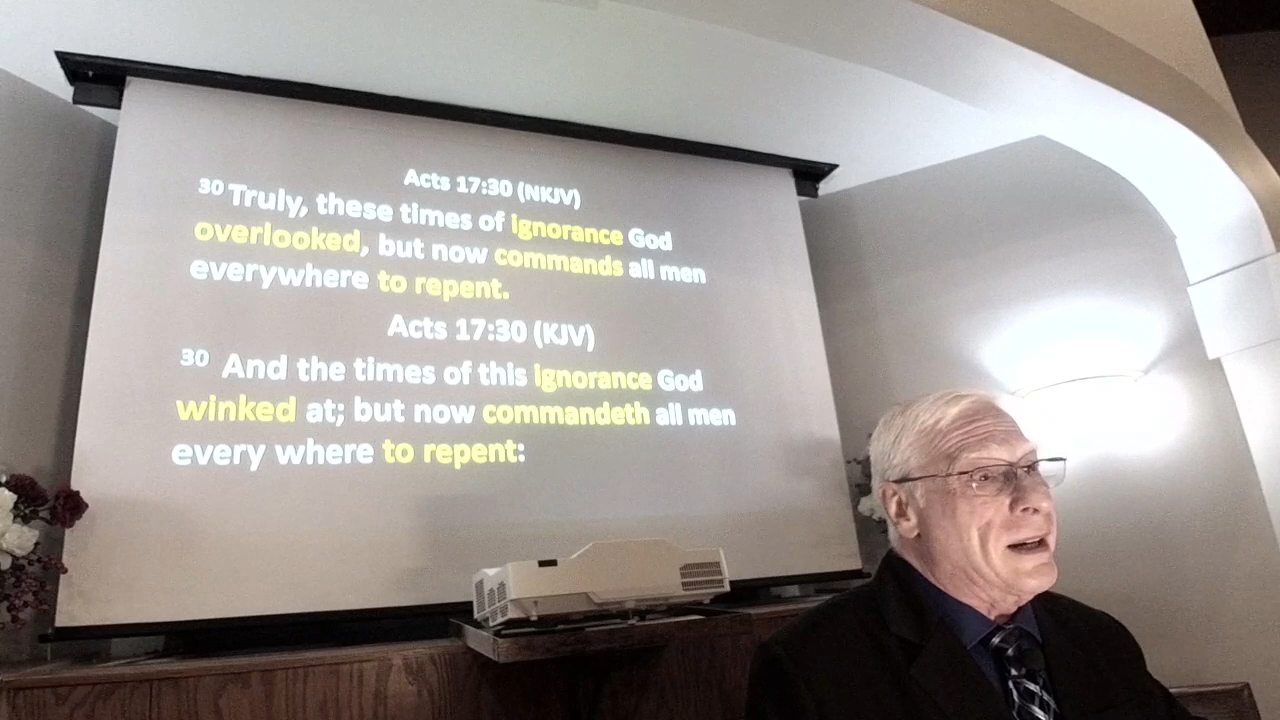 Acts 17:30 (NKJV)
30 Truly, these times of ignorance God
overlooked, but now commands all men
everywhere to repent.
Acts 17:30 (KJV)
30 And the times of this ignorance God
winked at; but now commandeth all men
every where to repent: